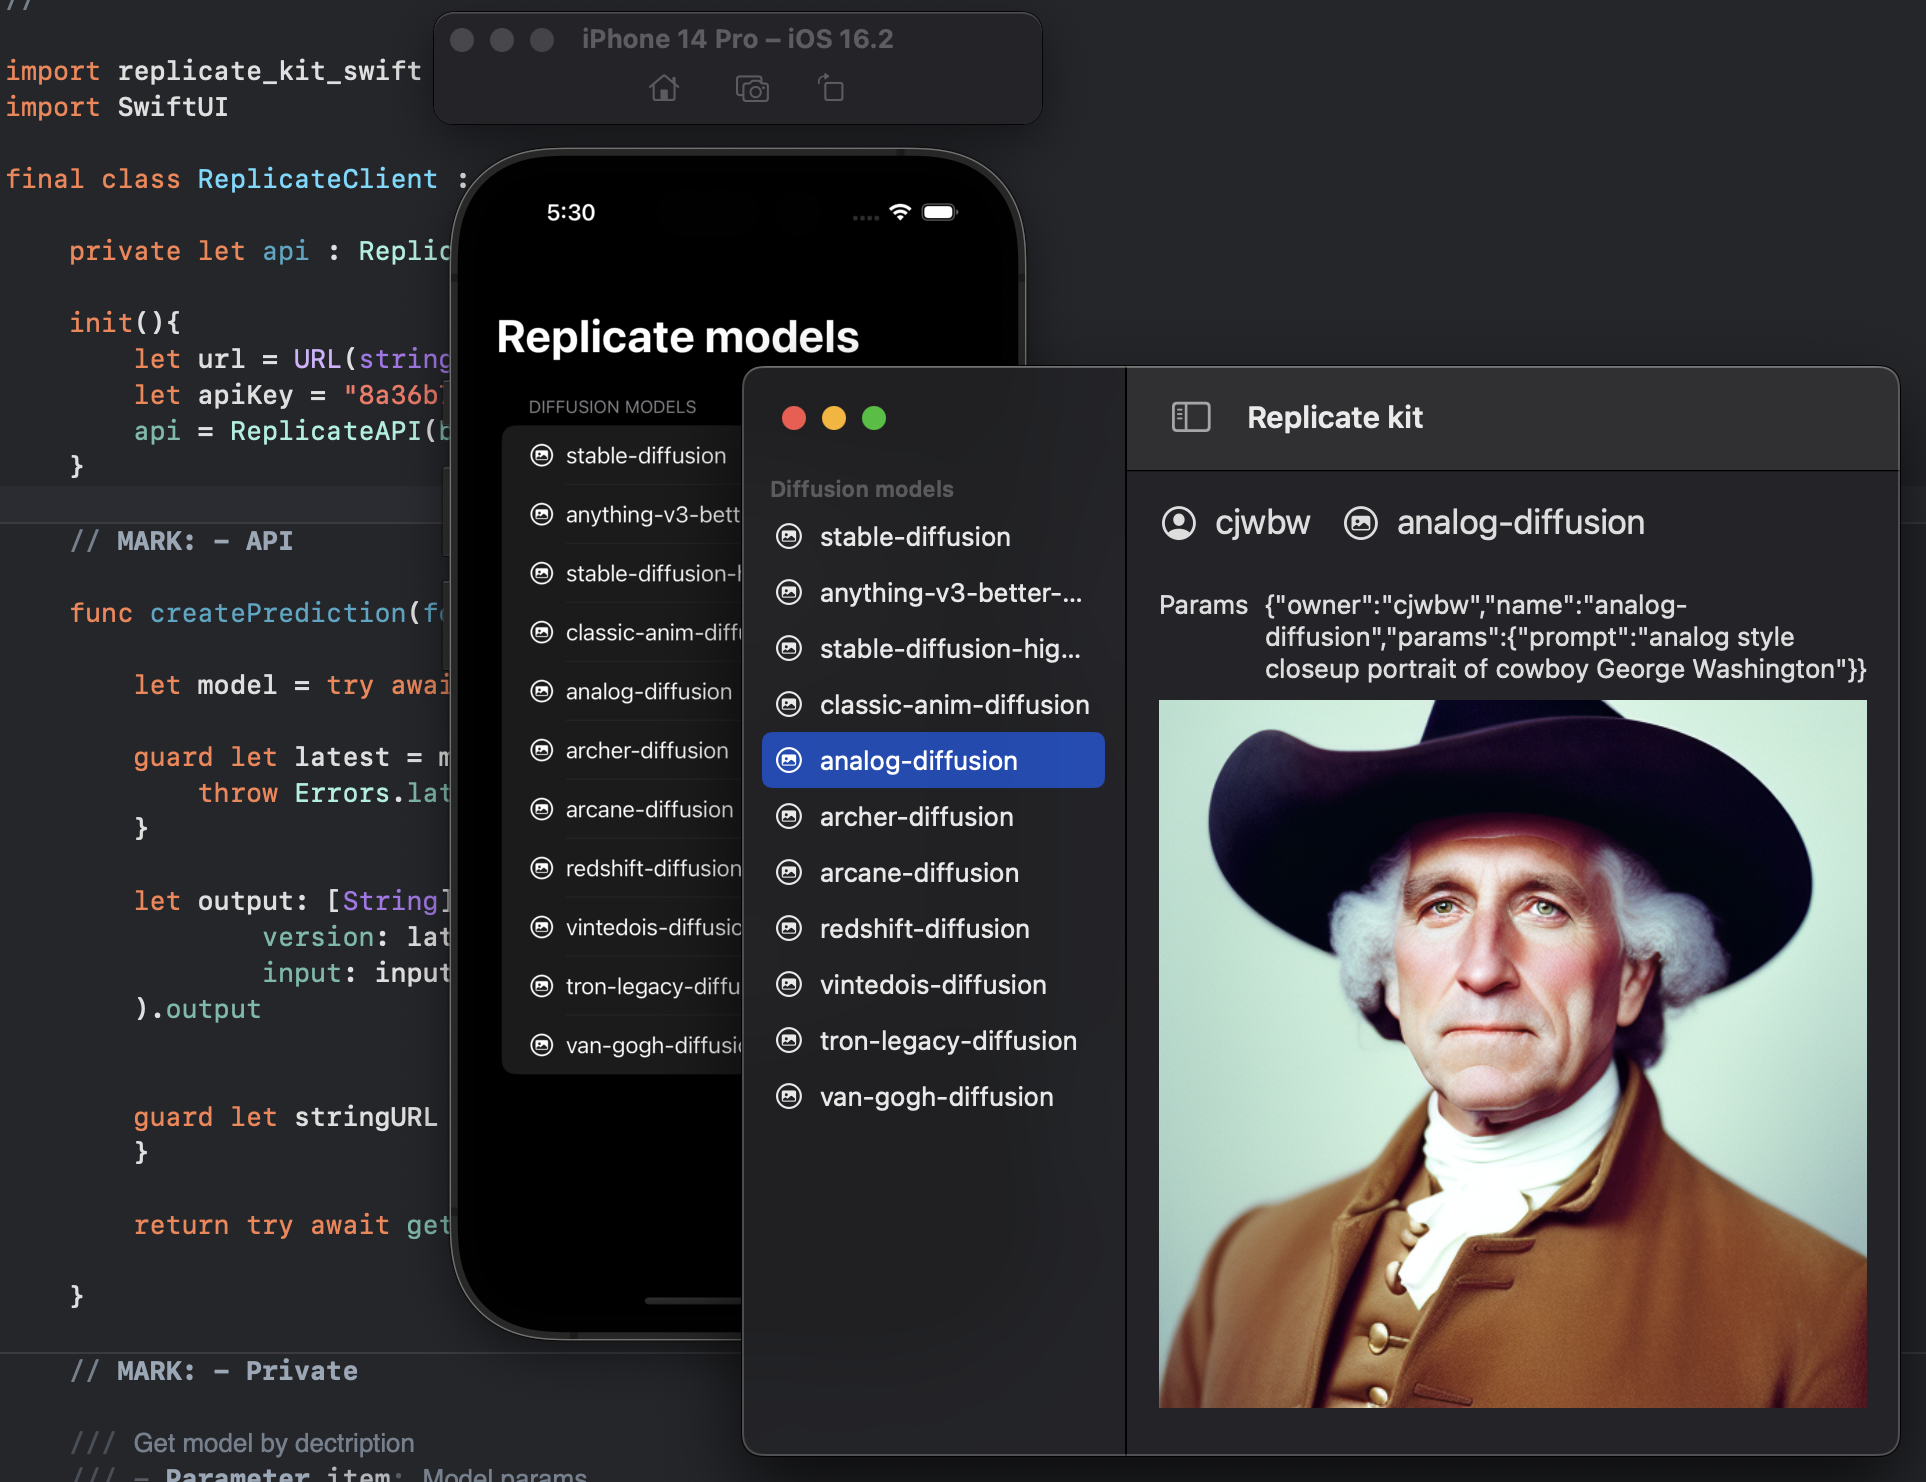 //
import replicate_kit_swift
import SwiftUI
final class ReplicateClient :
private let api : Replic
init(){
let url = URL(string
let apiKey = "8a36b
api = ReplicateAPI(b
}
// MARK: - API
func createPrediction(fo
let model = try awai
guard let latest = m
throw Errors.lat
}
let output: [String]
version: lat
input: input
).output
guard let stringURL
}
return try await get
}
// MARK: - Private
/// Get model by dectription
/// - Parameter item: Model params
iPhone 14 Pro – iOS 16.2
5:30
Replicate models
DIFFUSION MODELS
stable-diffusion
anything-v3-bett
stable-diffusion-h
classic-anim-diffu
analog-diffusion
archer-diffusion
arcane-diffusion
redshift-diffusion
vintedois-diffusio
tron-legacy-diffu
van-gogh-diffusio
Diffusion models
stable-diffusion
anything-v3-better-...
stable-diffusion-hig...
classic-anim-diffusion
analog-diffusion
archer-diffusion
arcane-diffusion
redshift-diffusion
vintedois-diffusion
tron-legacy-diffusion
van-gogh-diffusion
Replicate kit
cjwbw analog-diffusion
Params {"owner":"cjwbw","name":"analog-
diffusion","params":{"prompt":"analog style
closeup portrait of cowboy George Washington"}}